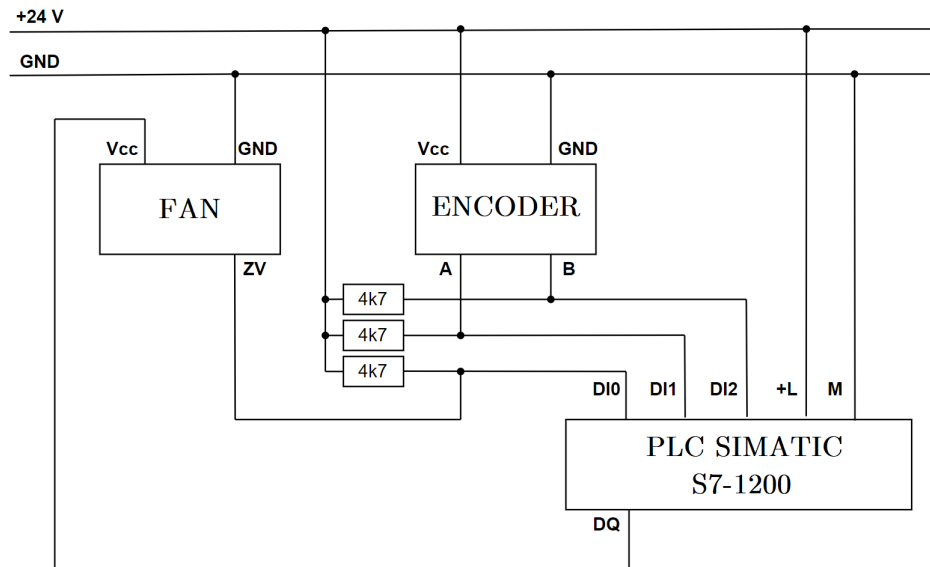 +24 V
GND
Vcc
GND
Vcc
GND
FAN
ENCODER
ZV
A
B
4k7
4k7
4k7
DI0
DI1
DI2
+L
M
PLC SIMATIC
S7-1200
DQ